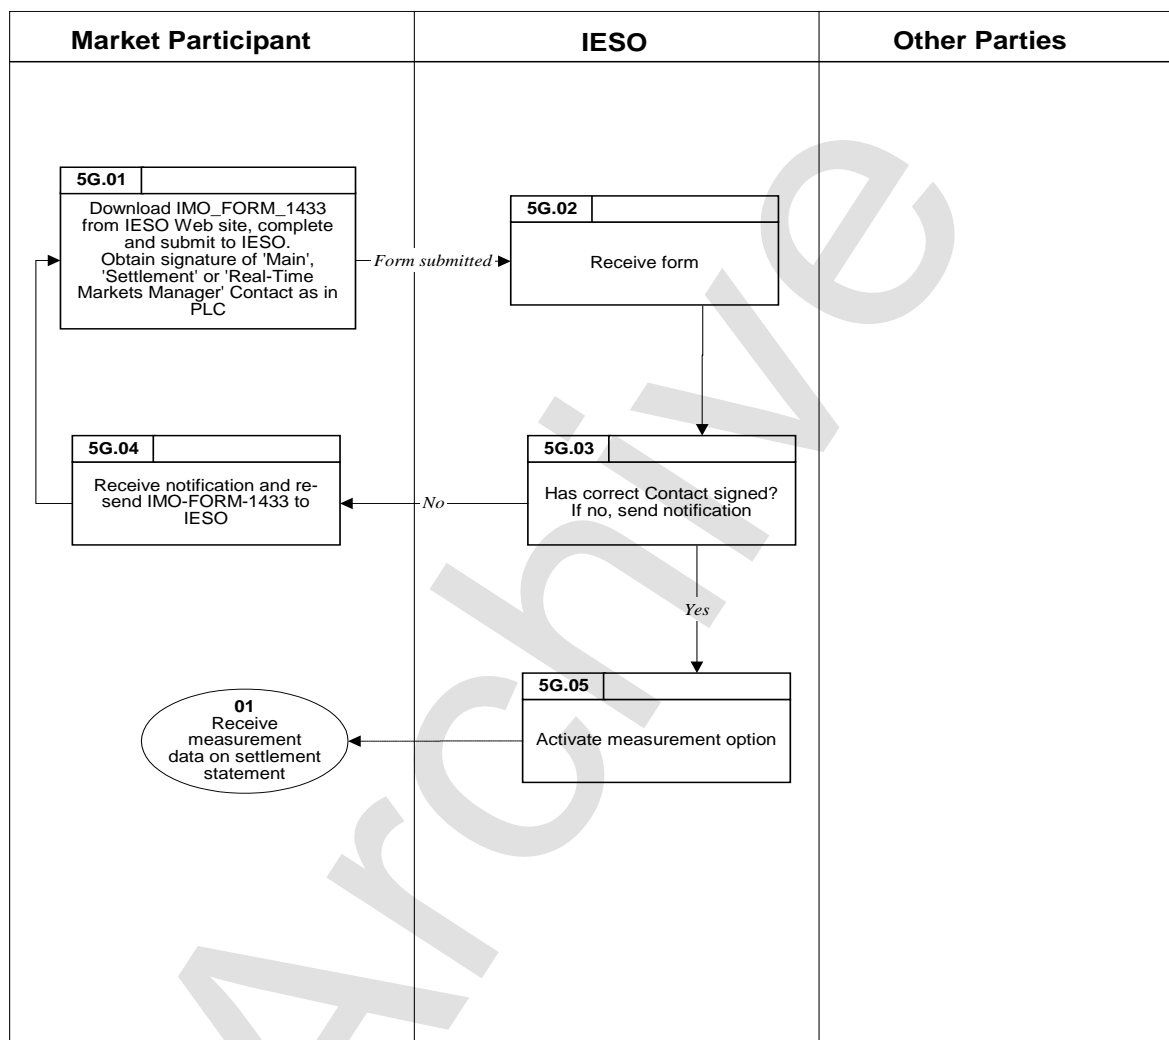 Market Participant
IESO
Other Parties
5G.01
Download IMO_FORM_1433
from IESO Web site, complete
and submit to IESO.
Obtain signature of 'Main',
'Settlement' or 'Real-Time
Markets Manager' Contact as in
PLC
Form submitted
5G.02
Receive form
5G.04
Receive notification and re-
send IMO-FORM-1433 to
IESO
No
5G.03
Has correct Contact signed?
If no, send notification
Yes
5G.05
Activate measurement option
01
Receive
measurement
data on settlement
statement
Archive